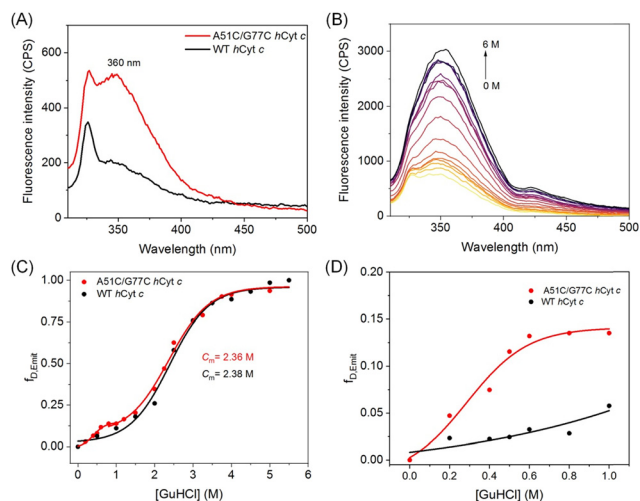 (A)
A51C/G77C hCyt c
WT hCyt c
360 nm
600
400
200
0
Fluorescence intensity (CPS)
350
400
450
500
Wavelength (nm)
(B)
6 M
0 M
3000
2000
1000
0
Fluorescence intensity (CPS)
350
400
450
500
Wavelength (nm)
(C)
A51C/G77C hCyt c
WT hCyt c
Cm= 2.36 M
Cm= 2.38 M
1.00
0.75
0.50
0.25
0.00
fD,Emit
0
1
2
3
4
5
6
[GuHCl] (M)
(D)
A51C/G77C hCyt c
WT hCyt c
0.20
0.15
0.10
0.05
0.00
fD,Emit
0.0
0.2
0.4
0.6
0.8
1.0
[GuHCl] (M)